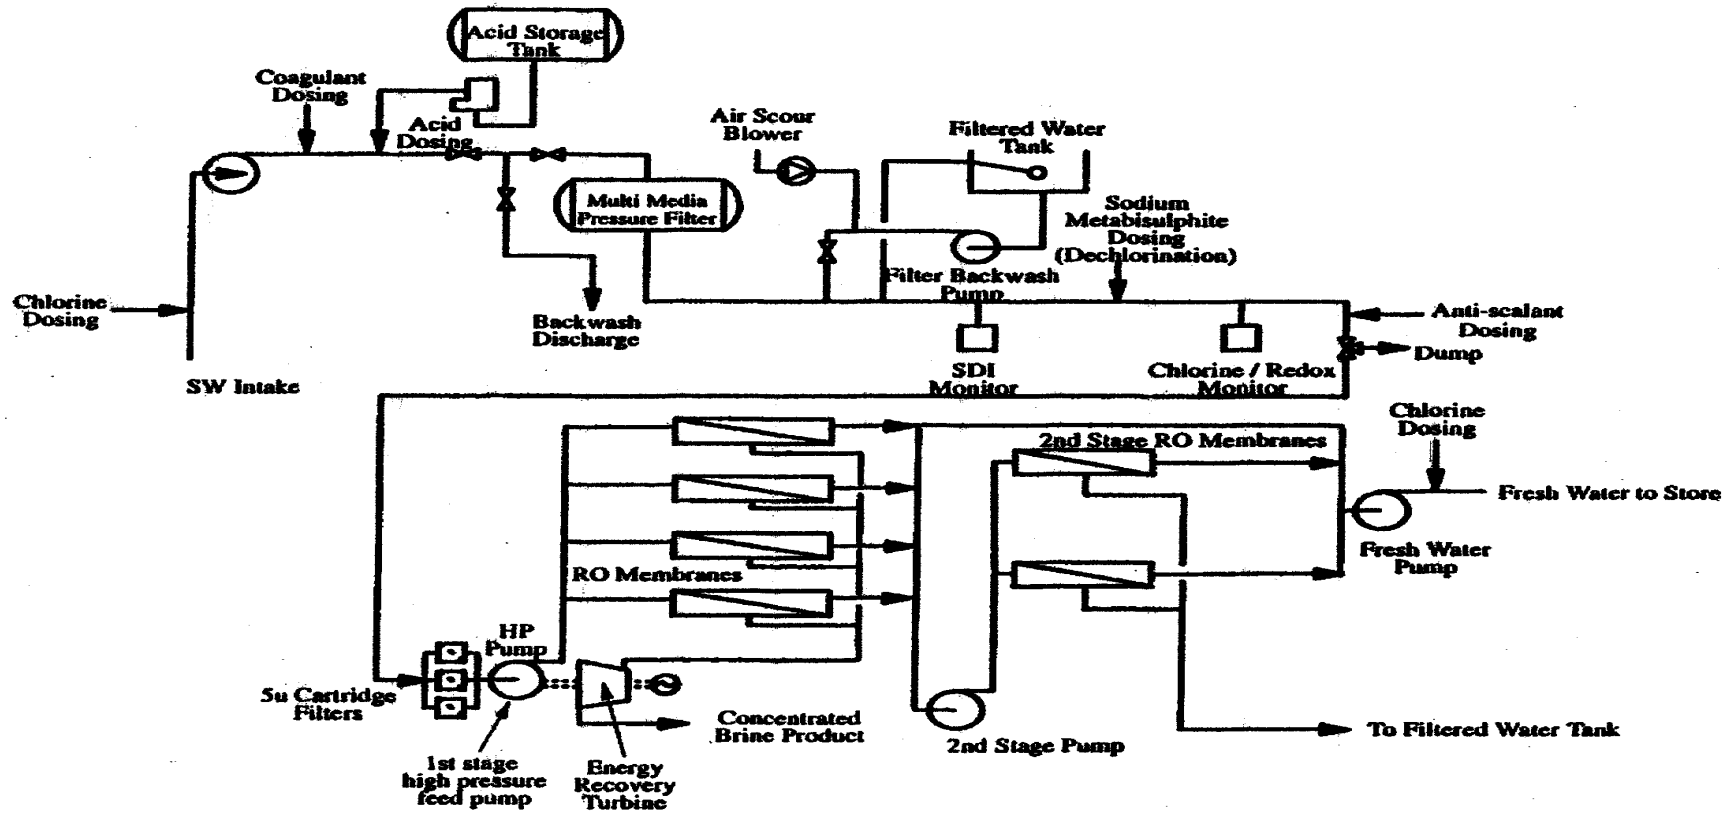 Acid Storage
Tank
Coagulant
Dosing
Acid
Dosing
Air Scour
Blower
Filtered Water
Tank
Multi Media
Pressure Filter
Sodium
Metabisulphite
Dosing
(Dechlorination)
Filter Backwash
Pump
Chlorine
Dosing
Backwash
Discharge
Anti-scalant
Dosing
Dump
SW Intake
SDI
Monitor
Chlorine / Redox
Monitor
Chlorine
Dosing
2nd Stage RO Membranes
Fresh Water to Store
Fresh Water
Pump
RO Membranes
HP
Pump
5u Cartridge
Filters
Concentrated
Brine Product
2nd Stage Pump
To Filtered Water Tank
1st stage
high pressure
feed pump
Energy
Recovery
Turbine